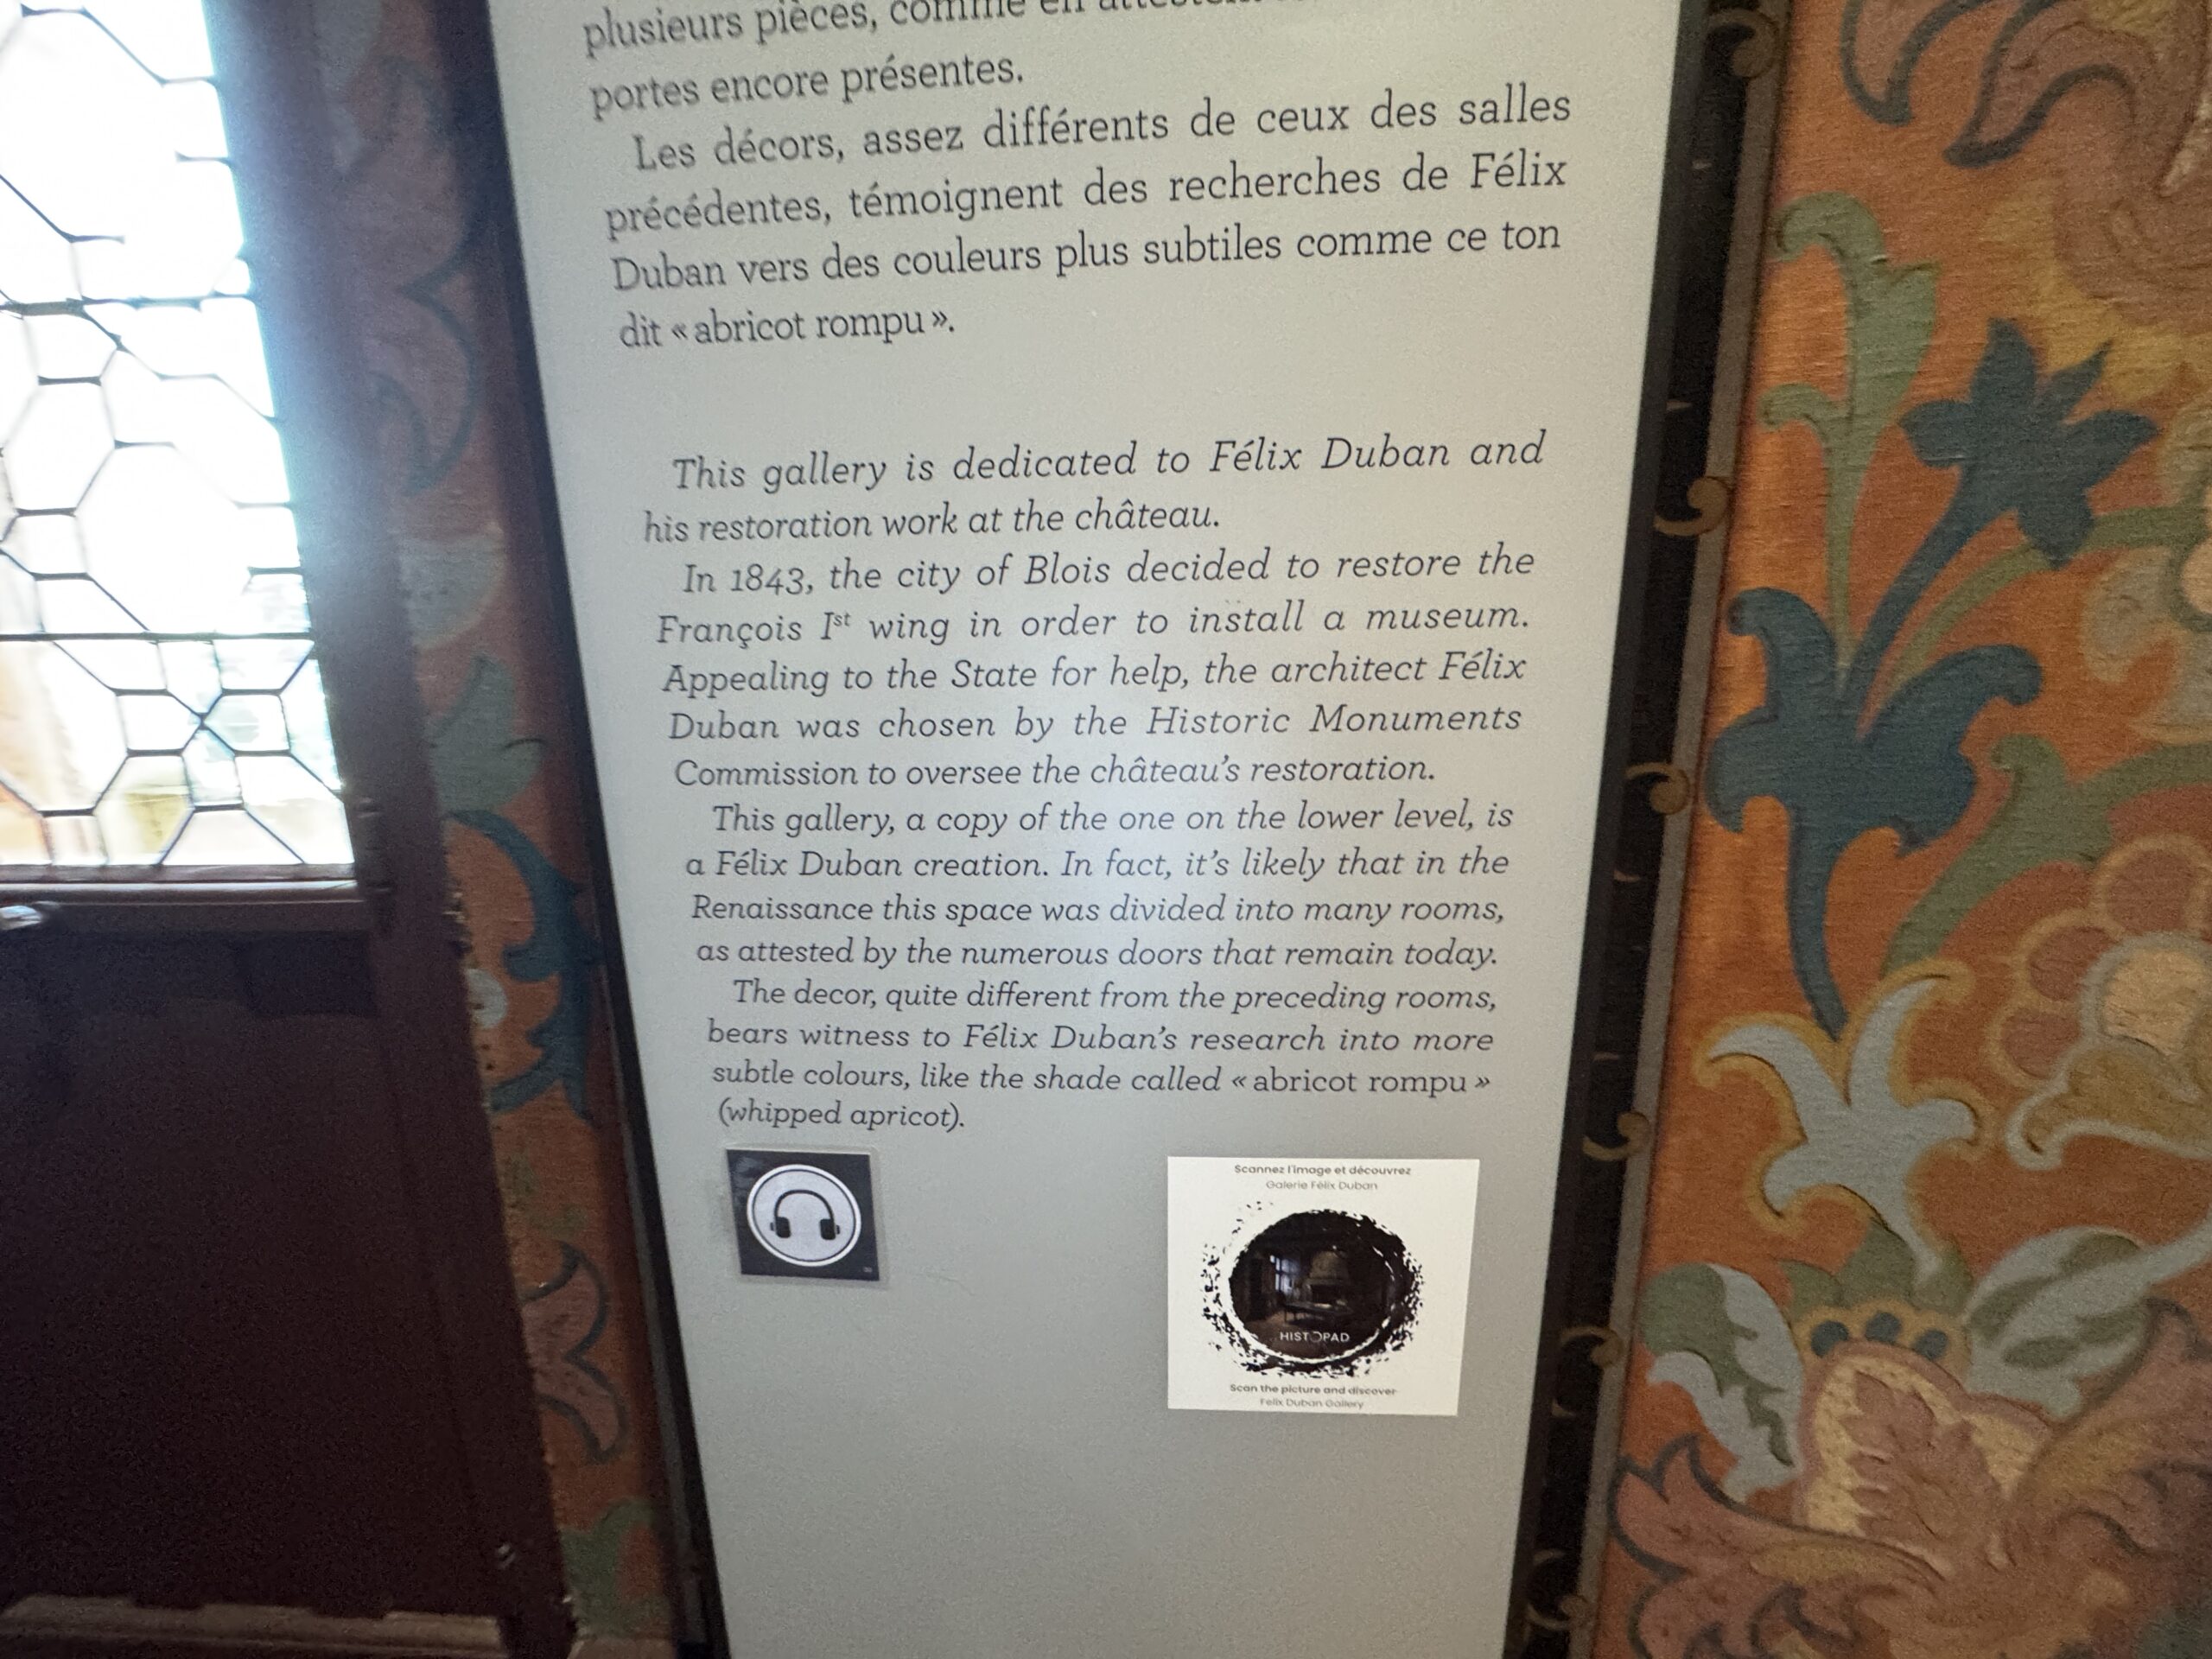 plusieurs pièces, comme en
portes encore présentes.
Les décors, assez différents de ceux des salles
précédentes, témoignent des recherches de Félix
Duban vers des couleurs plus subtiles comme ce ton
dit « abricot rompu ».
This gallery is dedicated to Félix Duban and
his restoration work at the château.
In 1843, the city of Blois decided to restore the
François Ist wing in order to install a museum.
Appealing to the State for help, the architect Félix
Duban was chosen by the Historic Monuments
Commission to oversee the château's restoration.
This gallery, a copy of the one on the lower level, is
a Félix Duban creation. In fact, it's likely that in the
Renaissance this space was divided into many rooms,
as attested by the numerous doors that remain today.
The decor, quite different from the preceding rooms,
bears witness to Félix Duban's research into more
subtle colours, like the shade called « abricot rompu »
(whipped apricot).
Scannez l'image et découvrez
Galerie Félix Duban
HISTOPAD
Scan the picture and discover
Félix Duban Gallery